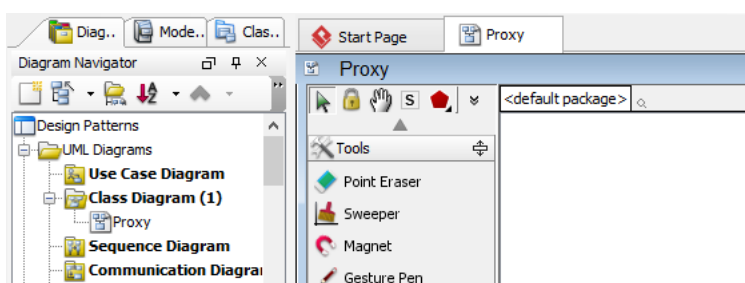 Diag..
Mode..
Clas..
Start Page
Proxy
Diagram Navigator
Proxy
S
<default package>
Design Patterns
UML Diagrams
Use Case Diagram
Class Diagram (1)
Proxy
Sequence Diagram
Communication Diagra
Tools
Point Eraser
Sweeper
Magnet
Gesture Pen